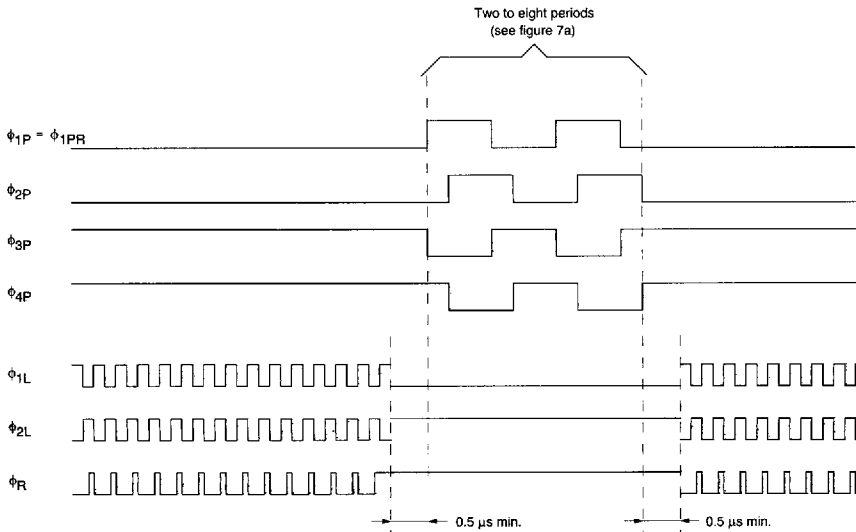 Two to eight periods
(see figure 7a)
ϕ1P = ϕ1PR
ϕ2P
ϕ3P
ϕ4P
ϕ1L
ϕ2L
ϕR
0.5 µs min.
0.5 µs min.